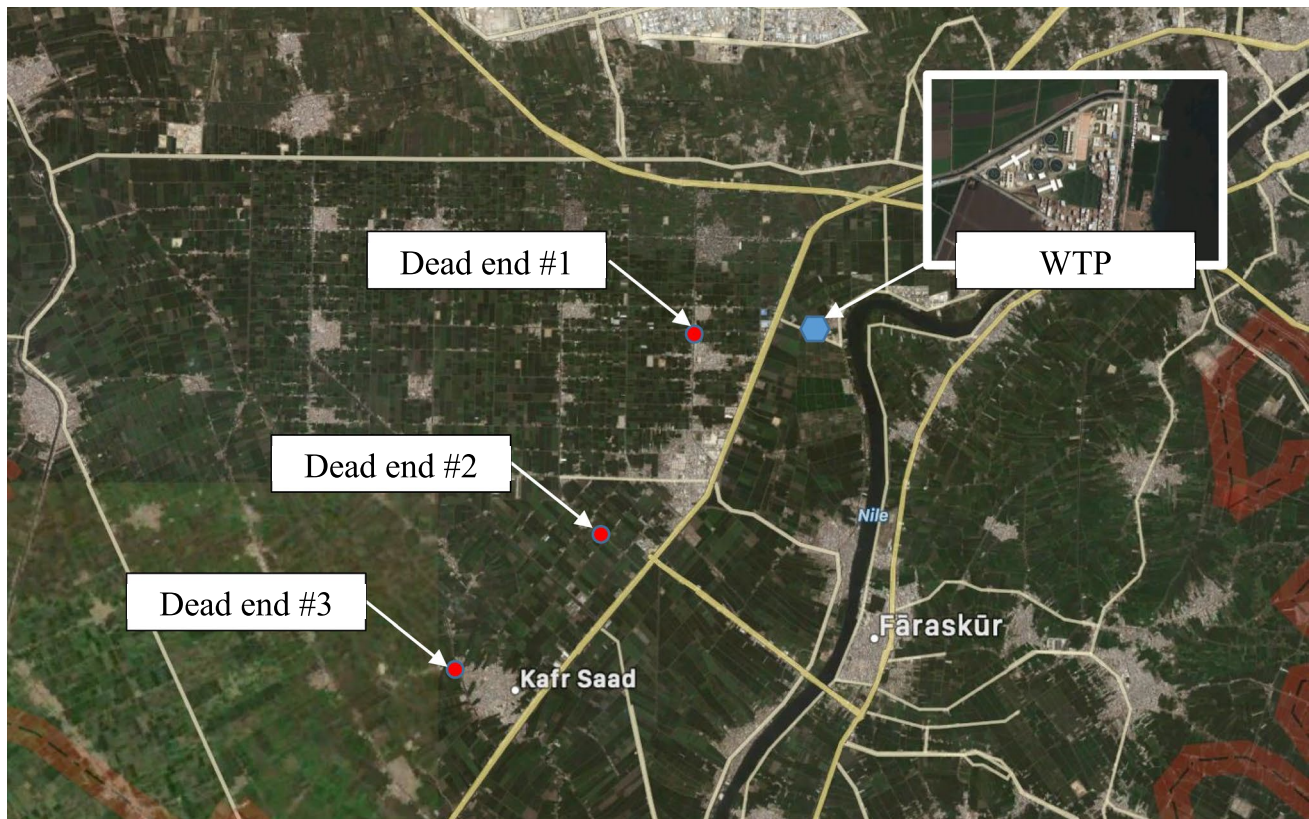 Dead end #1
WTP
Dead end #2
Nile
Dead end #3
Fāraskūr
Kafr Saad